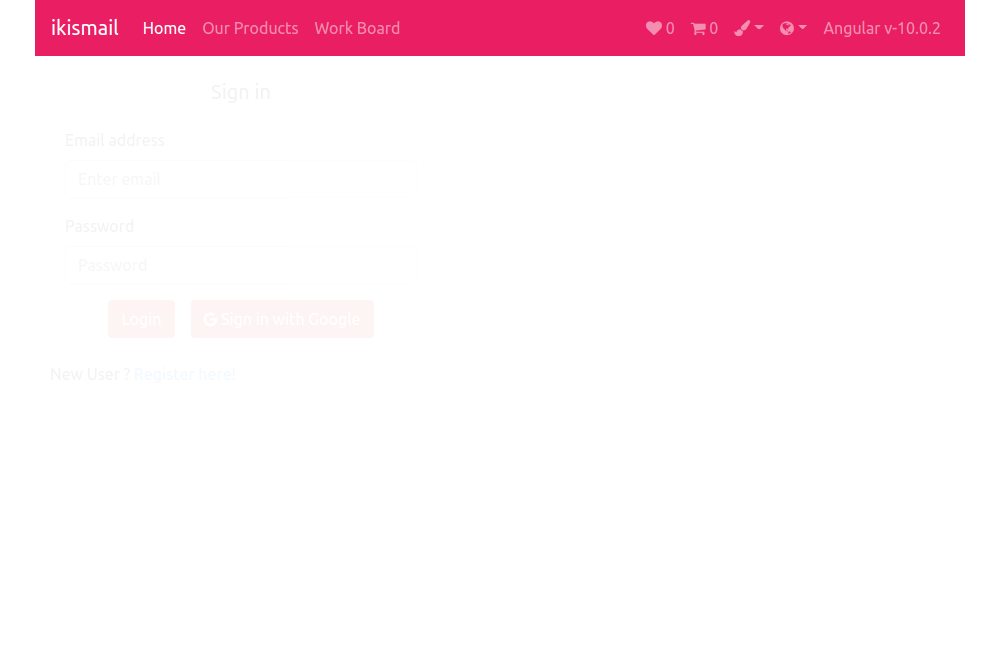 ikismail Home Our Products Work Board 0 0 Angular v-10.0.2
Sign in
Email address
Enter email
Password
Password
Login Sign in with Google
New User ? Register here!